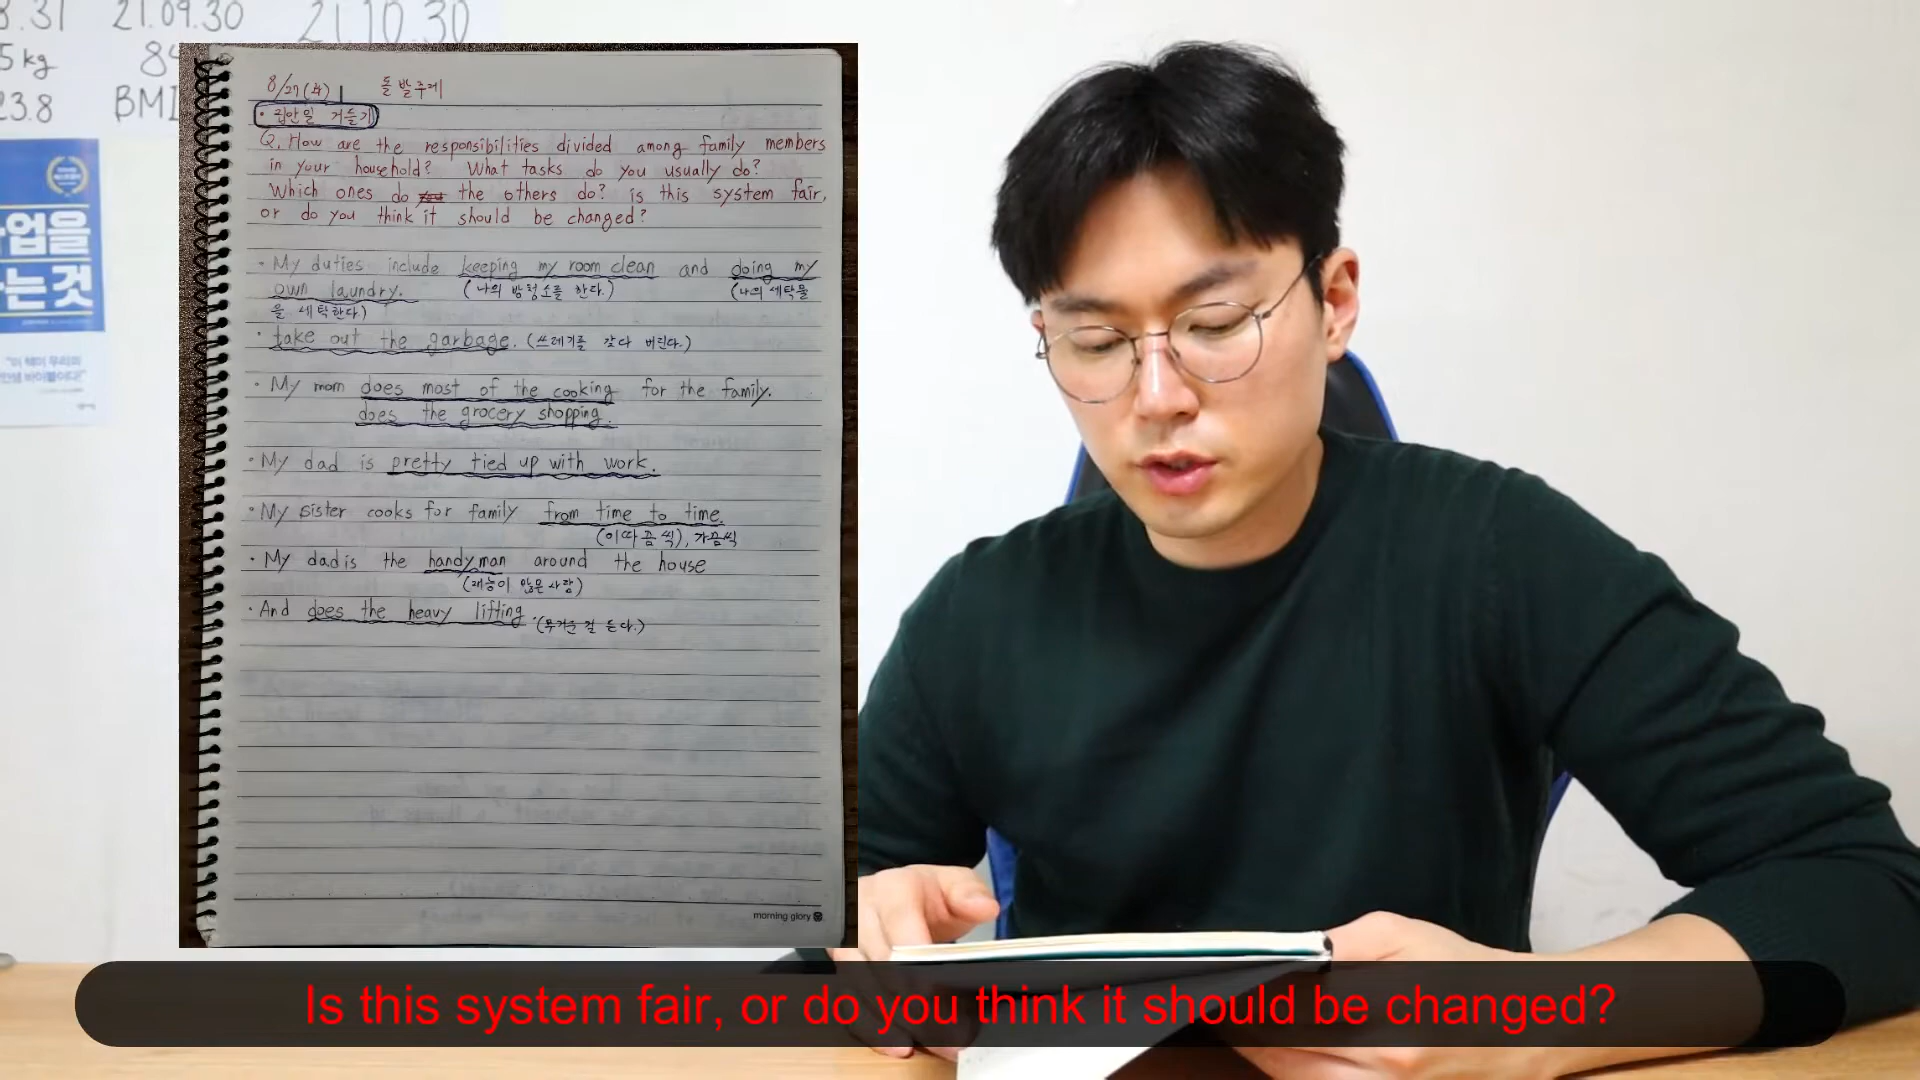 8.31
21.09.30
21.10.30
5kg
23.8
BMI
업을
는것
8/27(화) 돌발주제
· 집안일 거들기
Q. How are the responsibilities divided among family members
in your household? What tasks do you usually do?
Which ones do the others do? is this system fair,
or do you think it should be changed?
· My duties include keeping my room clean and doing my
own laundry. (나의 방청소를 한다.) (나의 세탁물
을 세탁한다)
· take out the garbage. (쓰레기를 갖다 버린다.)
· My mom does most of the cooking for the family.
does the grocery shopping.
· My dad is pretty tied up with work.
· My sister cooks for family from time to time.
(이따금씩), 가끔씩
· My dad is the handyman around the house
(재능이 많은 사람)
· And does the heavy lifting. (무거운 걸 든다.)
morning glory
Is this system fair, or do you think it should be changed?